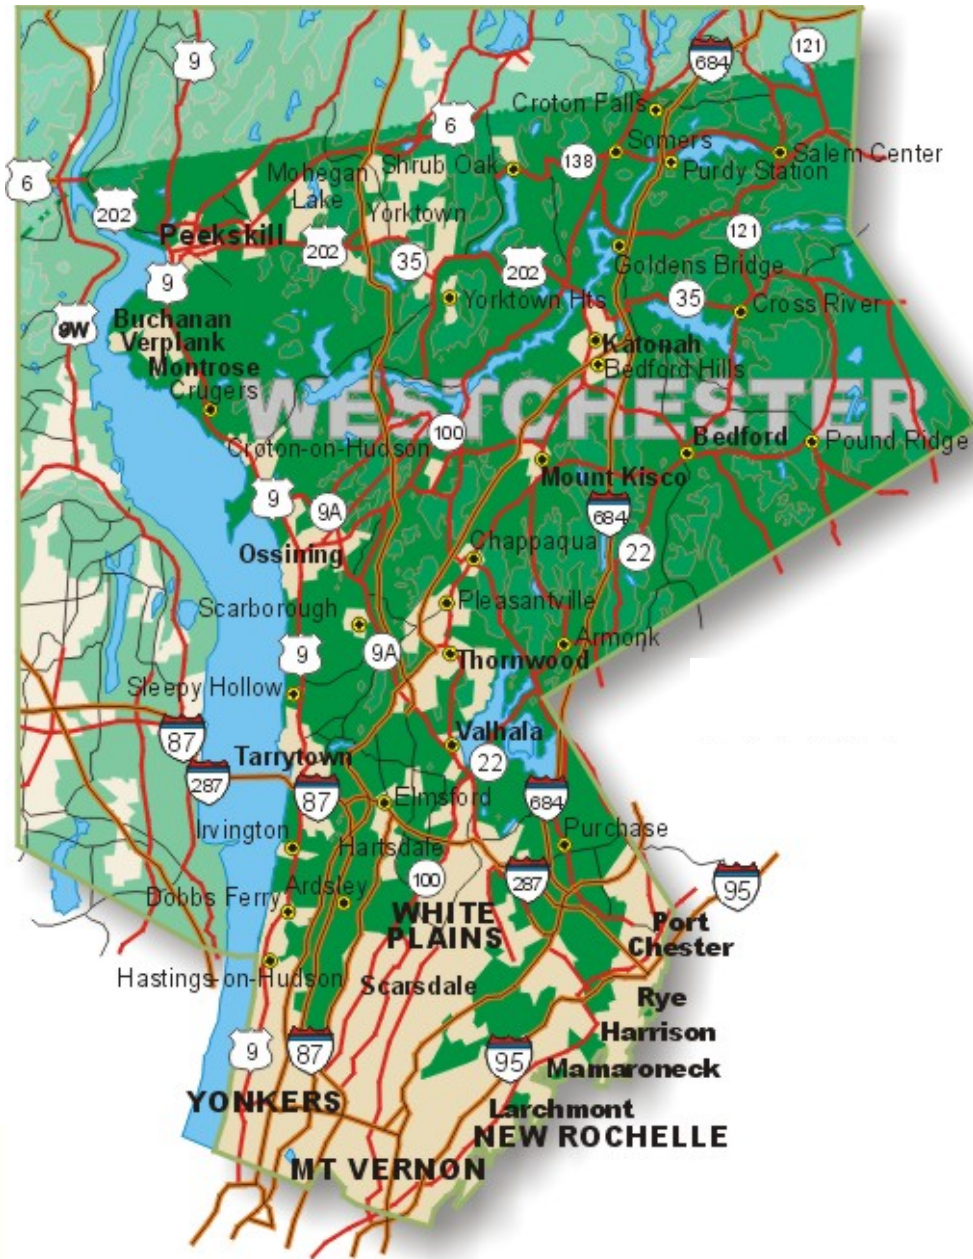 121
9
684
Croton Falls
6
Somers
138
Salem Center
Shrub Oak
Purdy Station
Mohegan
Lake
6
202
Yorktown
Peekskill
121
202
35
202
Goldens Bridge
9
Yorktown Hts
35
Cross River
9W
Buchanan
Verplank
Montrose
Katonah
Crugers
Bedford Hills
WESTCHESTER
100
Bedford
Pound Ridge
Croton-on-Hudson
Mount Kisco
9
9A
684
22
Ossining
Chappaqua
Pleasantville
Scarborough
9
9A
Armonk
Thornwood
Sleepy Hollow
87
Valhala
Tarrytown
22
287
87
Elmsford
684
Irvington
Purchase
Hartsdale
100
287
95
Dobbs Ferry
Ardsley
WHITE
PLAINS
Port
Chester
Hastings-on-Hudson
Scarsdale
Rye
Harrison
9
87
95
Mamaroneck
YONKERS
Larchmont
NEW ROCHELLE
MT VERNON